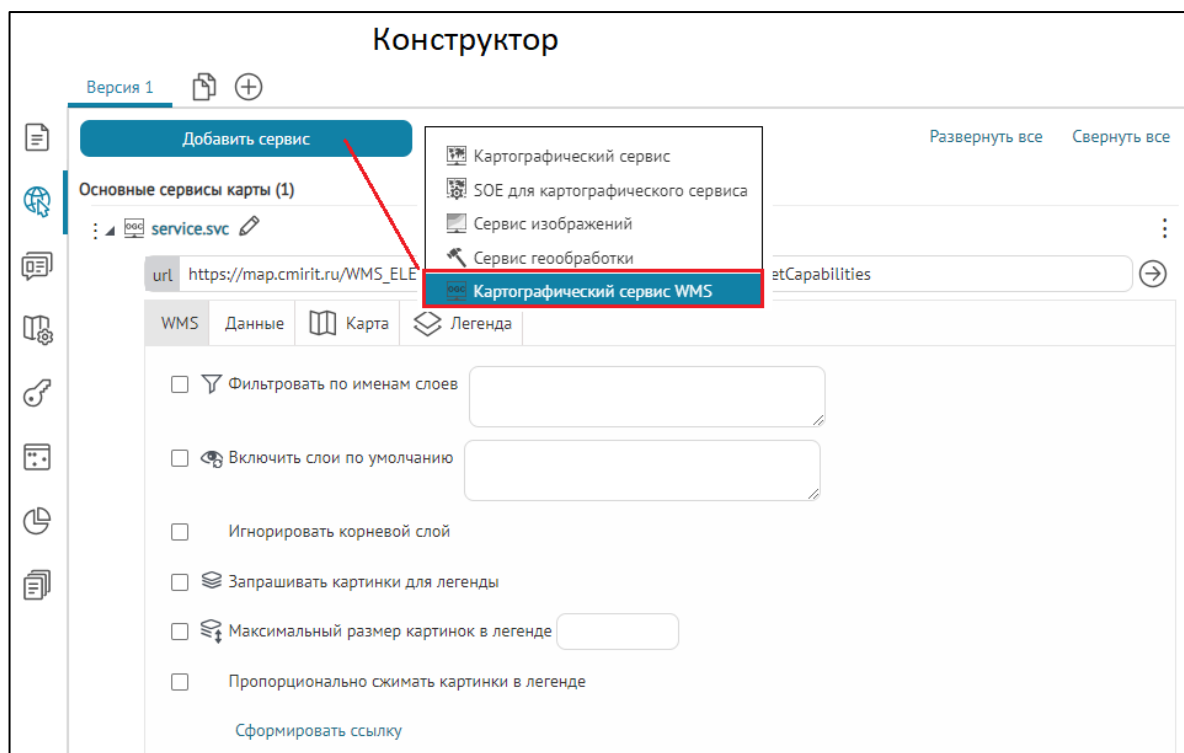 Конструктор
Версия 1
Добавить сервис
Развернуть все
Свернуть все
Картографический сервис
SOE для картографического сервиса
Сервис изображений
Сервис геообработки
Картографический сервис WMS
Основные сервисы карты (1)
OGC service.svc
url https://map.cmirit.ru/WMS_ELE etCapabilities
WMS Данные Карта Легенда
Фильтровать по именам слоев
Включить слои по умолчанию
Игнорировать корневой слой
Запрашивать картинки для легенды
Максимальный размер картинок в легенде
Пропорционально сжимать картинки в легенде
Сформировать ссылку